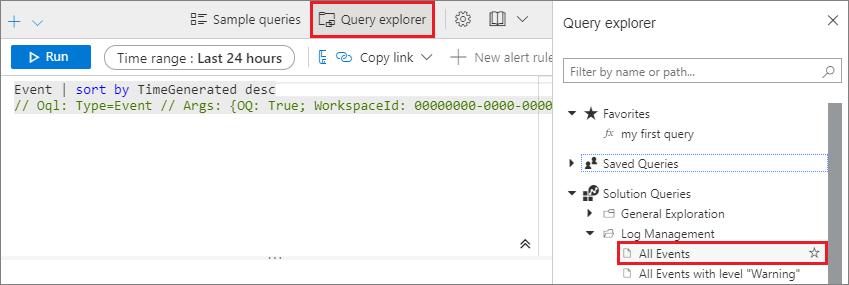 Sample queries
Query explorer
Query explorer
Run
Time range : Last 24 hours
Copy link
New alert rule
Filter by name or path...
Event | sort by TimeGenerated desc
// Oql: Type=Event // Args: {OQ: True; WorkspaceId: 00000000-0000-0000
Favorites
fx my first query
Saved Queries
Solution Queries
General Exploration
Log Management
All Events
All Events with level "Warning"